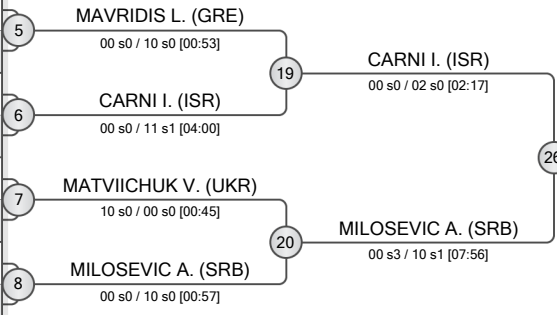 MAVRIDIS L. (GRE)
5
00 s0 / 10 s0 [00:53]
19
CARNI I. (ISR)
00 s0 / 02 s0 [02:17]
CARNI I. (ISR)
6
00 s0 / 11 s1 [04:00]
26
MATVIICHUK V. (UKR)
7
10 s0 / 00 s0 [00:45]
20
MILOSEVIC A. (SRB)
00 s3 / 10 s1 [07:56]
MILOSEVIC A. (SRB)
8
00 s0 / 10 s0 [00:57]